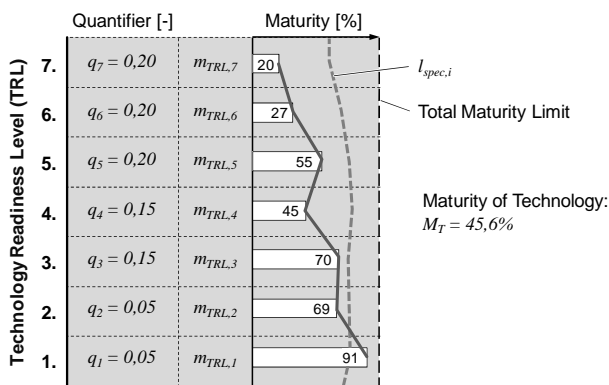 Quantifier [-] Maturity [%]
Technology Readiness Level (TRL)
7. q7 = 0,20 mTRL,7 20
lspec,i
6. q6 = 0,20 mTRL,6 27
Total Maturity Limit
5. q5 = 0,20 mTRL,5 55
4. q4 = 0,15 mTRL,4 45
Maturity of Technology:
MT = 45,6%
3. q3 = 0,15 mTRL,3 70
2. q2 = 0,05 mTRL,2 69
1. q1 = 0,05 mTRL,1 91